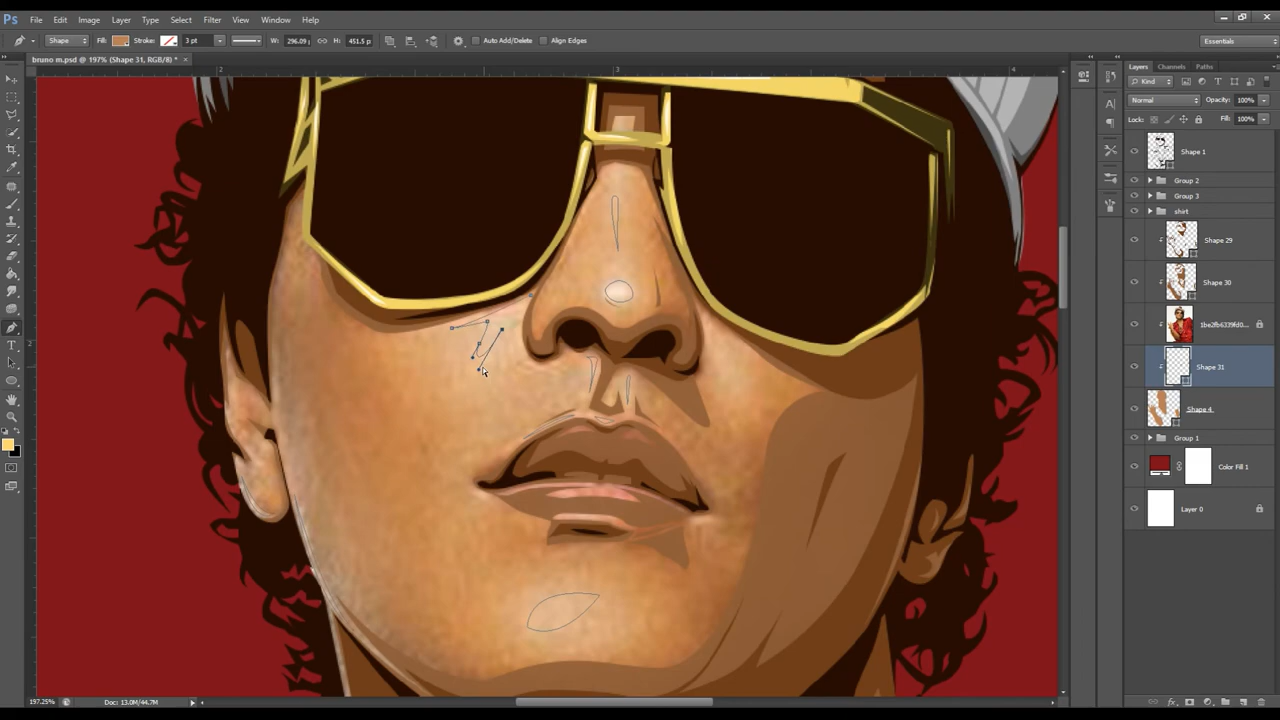 Ps File Edit Image Layer Type Select Filter View Window Help
Shape Fill: Stroke: 3 pt W: 296.09 H: 451.5 p Auto Add/Delete Align Edges Essentials
bruno m.psd @ 197% (Shape 31, RGB/8) * ×
2 3 4
Layers Channels Paths
Kind
Normal Opacity: 100%
Lock: Fill: 100%
Shape 1
Group 2
Group 3
shirt
Shape 29
Shape 30
1be2fb6339fd0...
Shape 31
Shape 4
Group 1
Color Fill 1
Layer 0
197.25% Doc: 13.0M/44.7M